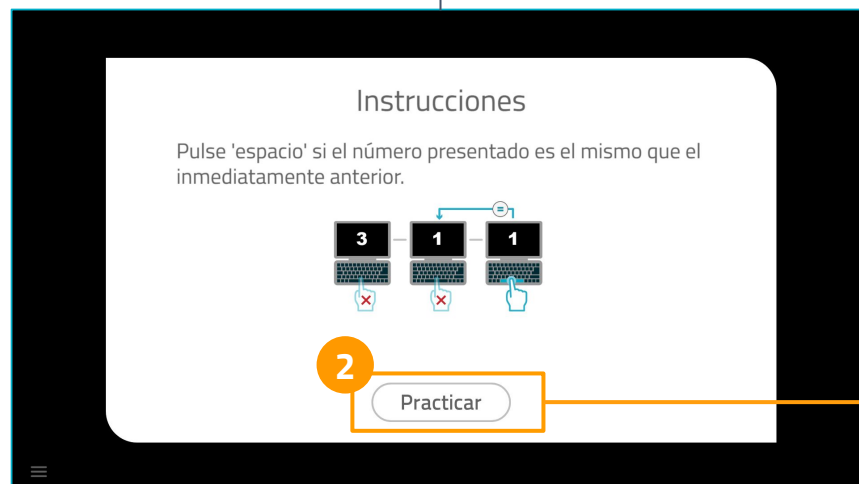 Instrucciones
Pulse 'espacio' si el número presentado es el mismo que el
inmediatamente anterior.
=
3 1 1
2
Practicar